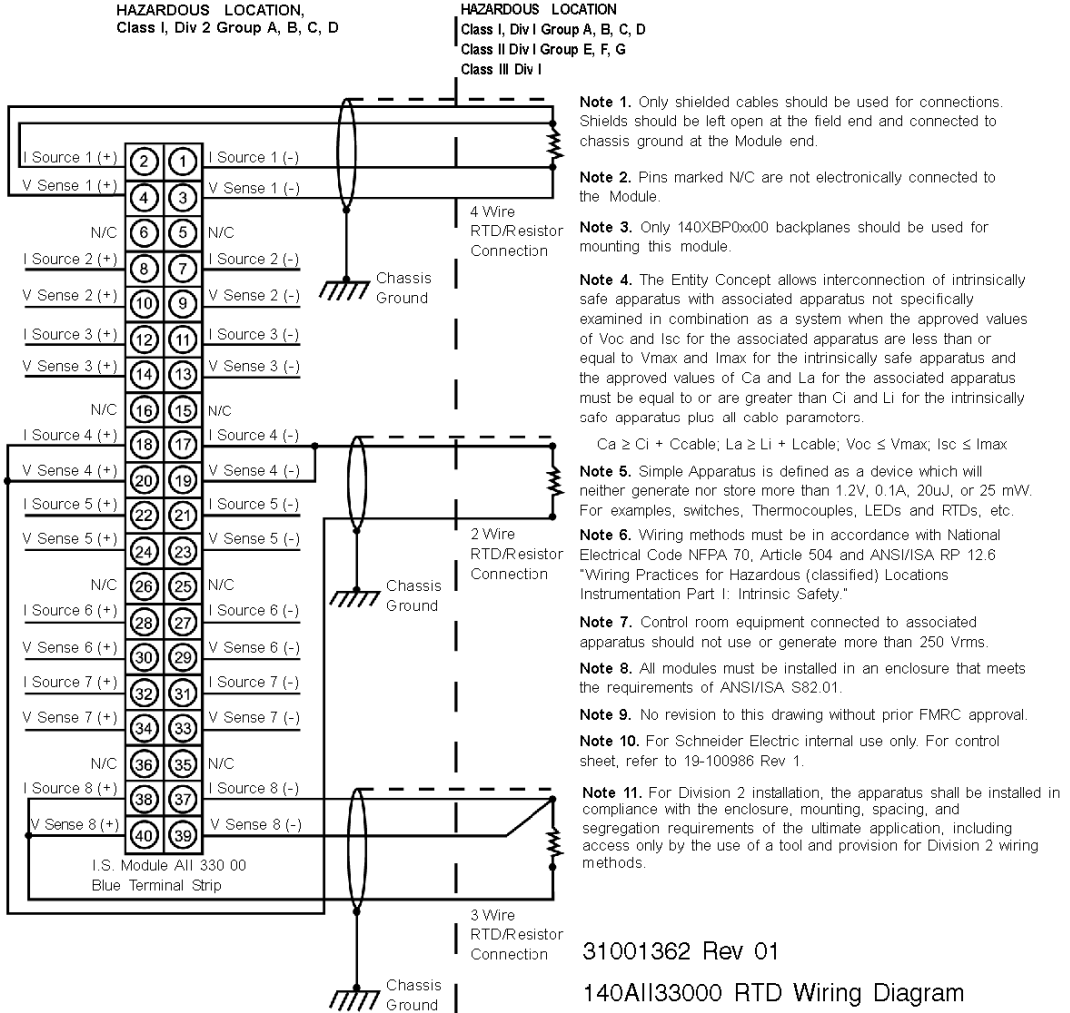 HAZARDOUS LOCATION,
Class I, Div 2 Group A, B, C, D
HAZARDOUS LOCATION
Class I, Div I Group A, B, C, D
Class II Div I Group E, F, G
Class III Div I
I Source 1 (+) 2 1 I Source 1 (-)
V Sense 1 (+) 4 3 V Sense 1 (-)
N/C 6 5 N/C
I Source 2 (+) 8 7 I Source 2 (-)
V Sense 2 (+) 10 9 V Sense 2 (-)
I Source 3 (+) 12 11 I Source 3 (-)
V Sense 3 (+) 14 13 V Sense 3 (-)
N/C 16 15 N/C
I Source 4 (+) 18 17 I Source 4 (-)
V Sense 4 (+) 20 19 V Sense 4 (-)
I Source 5 (+) 22 21 I Source 5 (-)
V Sense 5 (+) 24 23 V Sense 5 (-)
N/C 26 25 N/C
I Source 6 (+) 28 27 I Source 6 (-)
V Sense 6 (+) 30 29 V Sense 6 (-)
I Source 7 (+) 32 31 I Source 7 (-)
V Sense 7 (+) 34 33 V Sense 7 (-)
N/C 36 35 N/C
I Source 8 (+) 38 37 I Source 8 (-)
V Sense 8 (+) 40 39 V Sense 8 (-)
I.S. Module AII 330 00
Blue Terminal Strip
4 Wire
RTD/Resistor
Connection
Chassis
Ground
2 Wire
RTD/Resistor
Connection
Chassis
Ground
3 Wire
RTD/Resistor
Connection
Chassis
Ground
Note 1. Only shielded cables should be used for connections.
Shields should be left open at the field end and connected to
chassis ground at the Module end.
Note 2. Pins marked N/C are not electronically connected to
the Module.
Note 3. Only 140XBP0xx00 backplanes should be used for
mounting this module.
Note 4. The Entity Concept allows interconnection of intrinsically
safe apparatus with associated apparatus not specifically
examined in combination as a system when the approved values
of Voc and Isc for the associated apparatus are less than or
equal to Vmax and Imax for the intrinsically safe apparatus and
the approved values of Ca and La for the associated apparatus
must be equal to or are greater than Ci and Li for the intrinsically
safe apparatus plus all cable parameters.
Ca ≥ Ci + Ccable; La ≥ Li + Lcable; Voc ≤ Vmax; Isc ≤ Imax
Note 5. Simple Apparatus is defined as a device which will
neither generate nor store more than 1.2V, 0.1A, 20uJ, or 25 mW.
For examples, switches, Thermocouples, LEDs and RTDs, etc.
Note 6. Wiring methods must be in accordance with National
Electrical Code NFPA 70, Article 504 and ANSI/ISA RP 12.6
"Wiring Practices for Hazardous (classified) Locations
Instrumentation Part I: Intrinsic Safety."
Note 7. Control room equipment connected to associated
apparatus should not use or generate more than 250 Vrms.
Note 8. All modules must be installed in an enclosure that meets
the requirements of ANSI/ISA S82.01.
Note 9. No revision to this drawing without prior FMRC approval.
Note 10. For Schneider Electric internal use only. For control
sheet, refer to 19-100986 Rev 1.
Note 11. For Division 2 installation, the apparatus shall be installed in
compliance with the enclosure, mounting, spacing, and
segregation requirements of the ultimate application, including
access only by the use of a tool and provision for Division 2 wiring
methods.
31001362 Rev 01
140AII33000 RTD Wiring Diagram